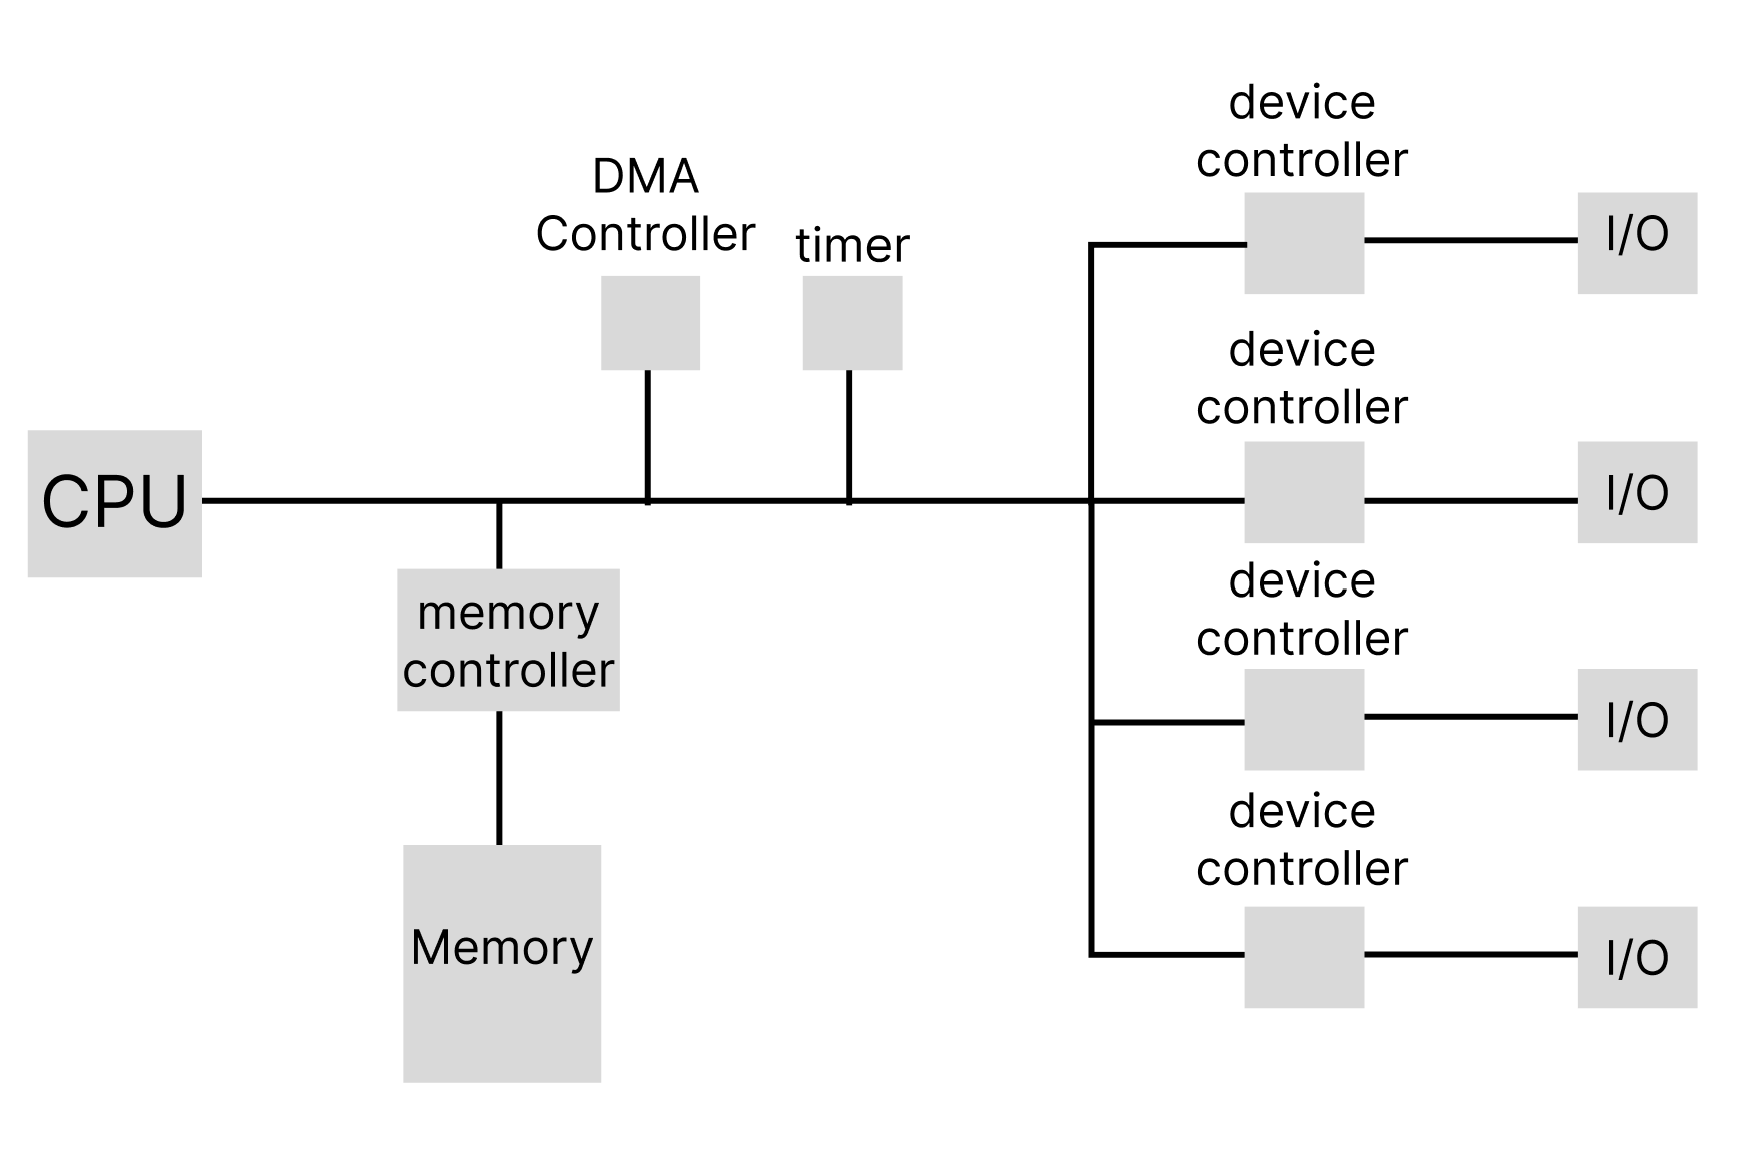 device
controller
I/O
DMA
Controller
timer
device
controller
I/O
CPU
memory
controller
device
controller
I/O
device
controller
Memory
I/O